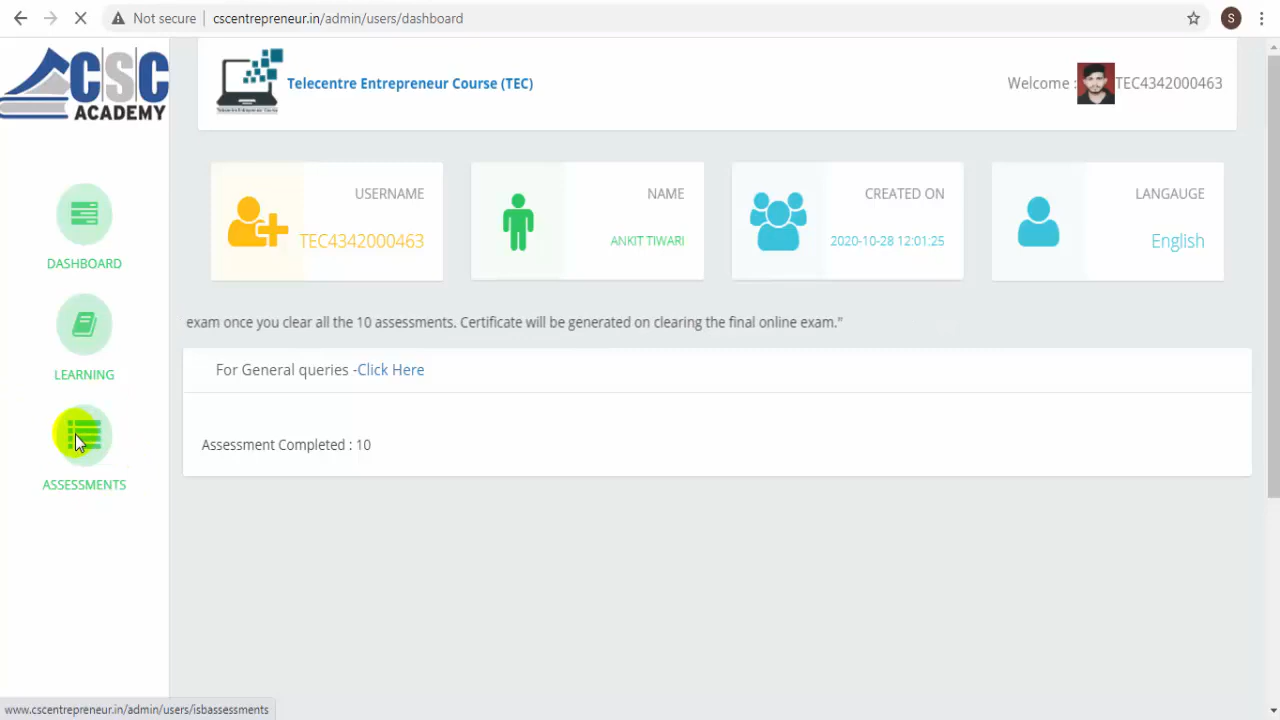 Not secure
cscentrepreneur.in/admin/users/dashboard
S
CSC
ACADEMY
Telecentre Entrepreneur Course (TEC)
Welcome : TEC4342000463
USERNAME
TEC4342000463
NAME
ANKIT TIWARI
CREATED ON
2020-10-28 12:01:25
LANGAUGE
English
DASHBOARD
LEARNING
ASSESSMENTS
exam once you clear all the 10 assessments. Certificate will be generated on clearing the final online exam."
For General queries -Click Here
Assessment Completed : 10
www.cscentrepreneur.in/admin/users/isbassessments